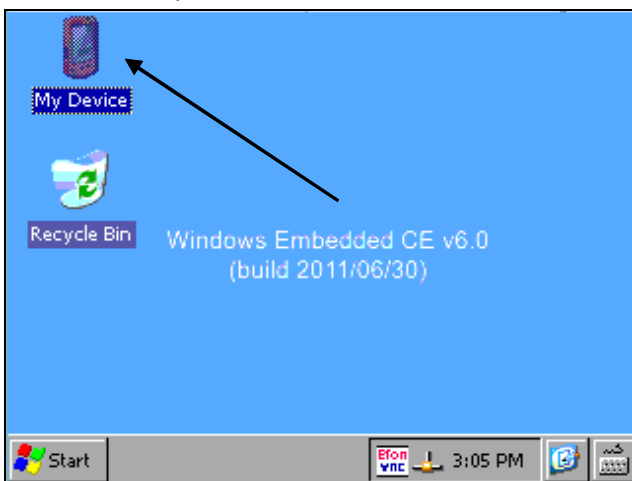 My Device
Recycle Bin
Windows Embedded CE v6.0
(build 2011/06/30)
Start
Efon
VNC
3:05 PM